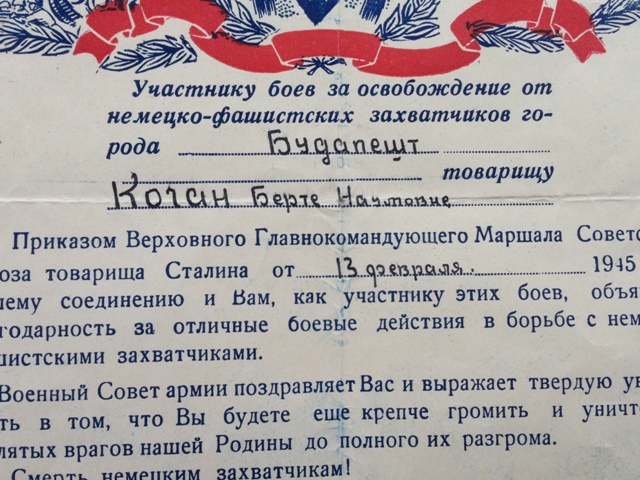 Участнику боев за освобождение от
немецко-фашистских захватчиков го-
рода Будапешт
товарищу
Коган Берте Наумовне
Приказом Верховного Главнокомандующего Маршала Советс
оза товарища Сталина от 13 февраля. 1945
ему соединению и Вам, как участнику этих боев, объя
годарность за отличные боевые действия в борьбе с нем
шистскими захватчиками.
Военный Совет армии поздравляет Вас и выражает твердую ув
ть в том, что Вы будете еще крепче громить и уничт
лятых врагов нашей Родины до полного их разгрома.
Смерть немецким захватчикам!